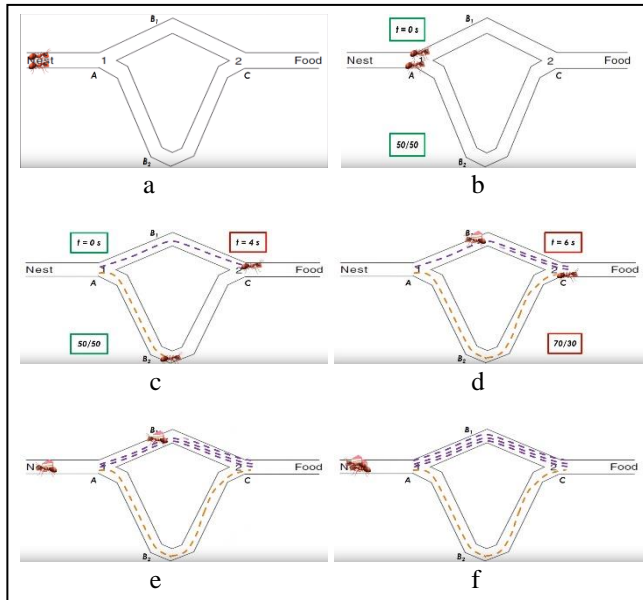 B₁
Nest 1 2 Food
A C
B₂
a
t = 0 s
B₁
Nest 1 2 Food
A C
50/50
B₂
b
t = 0 s B₁ t = 4 s
Nest 1 2 Food
A C
50/50
B₂
c
B₁ t = 6 s
Nest 1 2 Food
A C
B₂ 70/30
d
B₁
1 2 Food
A C
B₂
e
B₁
1 2 Food
A C
B₂
f